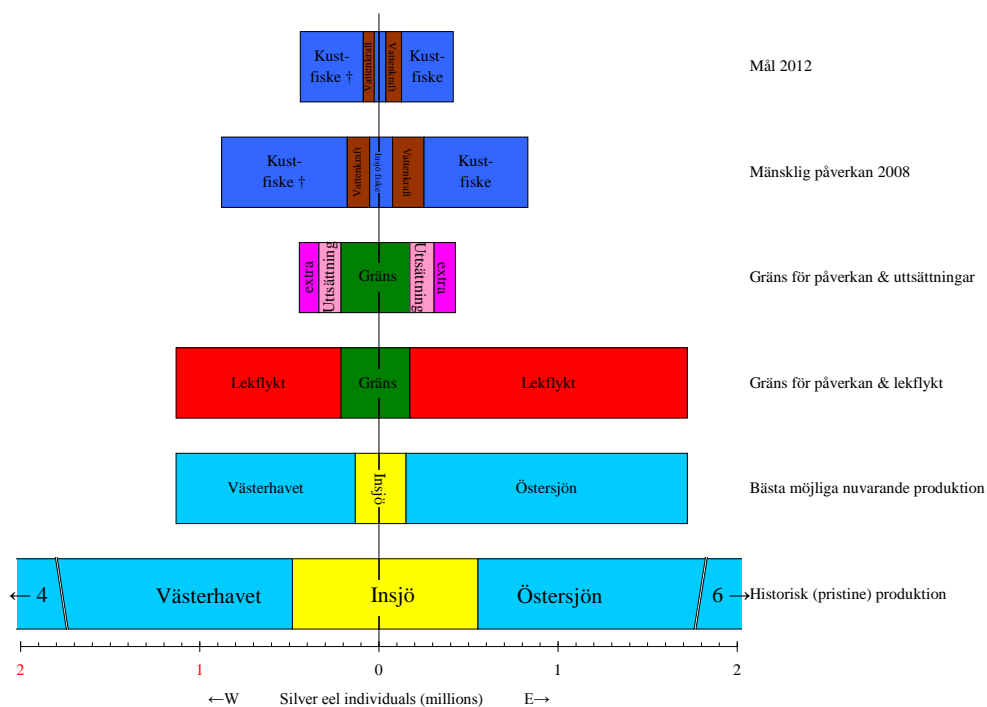 Kust-
fiske †
Vattenkraft
Vattenkraft
Kust-
fiske
Mål 2012
Kust-
fiske †
Vattenkraft
Insjö fiske
Vattenkraft
Kust-
fiske
Mänsklig påverkan 2008
extra
Uttsättning
Gräns
Uttsättning
extra
Gräns för påverkan & uttsättningar
Lekflykt
Gräns
Lekflykt
Gräns för påverkan & lekflykt
Västerhavet
Insjö
Östersjön
Bästa möjliga nuvarande produktion
←4
Västerhavet
Insjö
Östersjön
6→
Historisk (pristine) produktion
2 1 0 1 2
←W Silver eel individuals (millions) E→